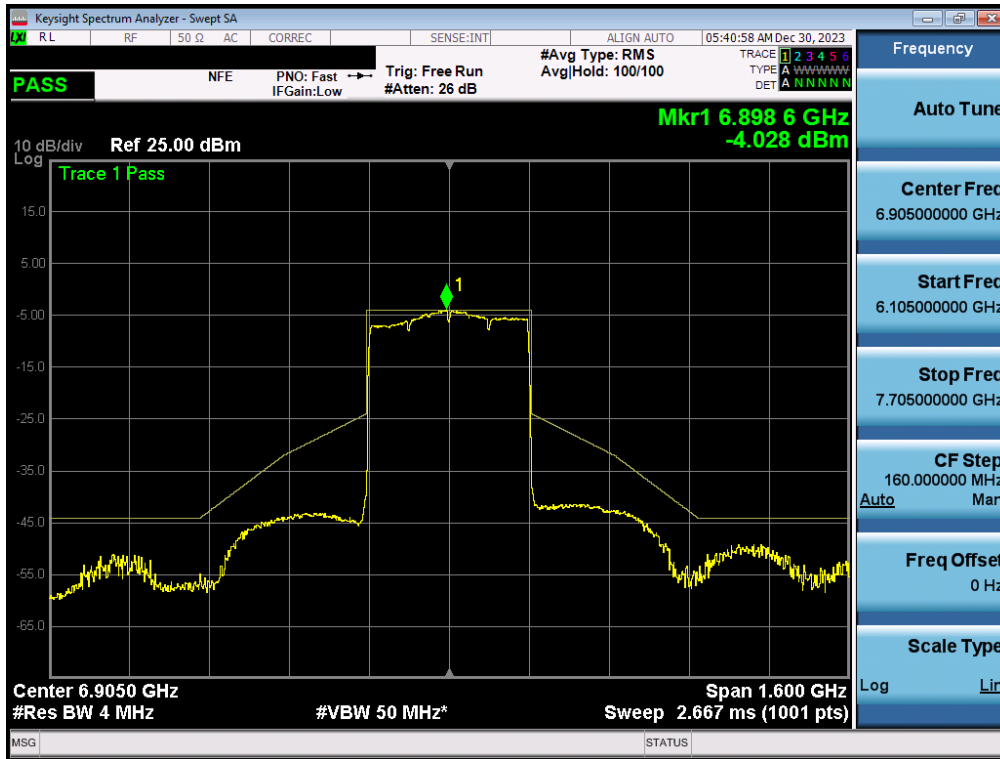 Keysight Spectrum Analyzer - Swept SA
LXI RL RF 50 Ω AC CORREC SENSE:INT ALIGN AUTO 05:40:58 AM Dec 30, 2023
PASS
NFE PNO: Fast Trig: Free Run #Avg Type: RMS TRACE 1 2 3 4 5 6
IFGain:Low #Atten: 26 dB Avg|Hold: 100/100 TYPE A WWWWW
DET A N N N N N
Mkr1 6.898 6 GHz
-4.028 dBm
10 dB/div Ref 25.00 dBm
Log
Trace 1 Pass
1
15.0
5.00
-5.00
-15.0
-25.0
-35.0
-45.0
-55.0
-65.0
Center 6.9050 GHz Span 1.600 GHz
#Res BW 4 MHz #VBW 50 MHz* Sweep 2.667 ms (1001 pts)
MSG STATUS
Frequency
Auto Tune
Center Freq
6.905000000 GHz
Start Freq
6.105000000 GHz
Stop Freq
7.705000000 GHz
CF Step
160.000000 MHz
Auto Man
Freq Offset
0 Hz
Scale Type
Log Lin